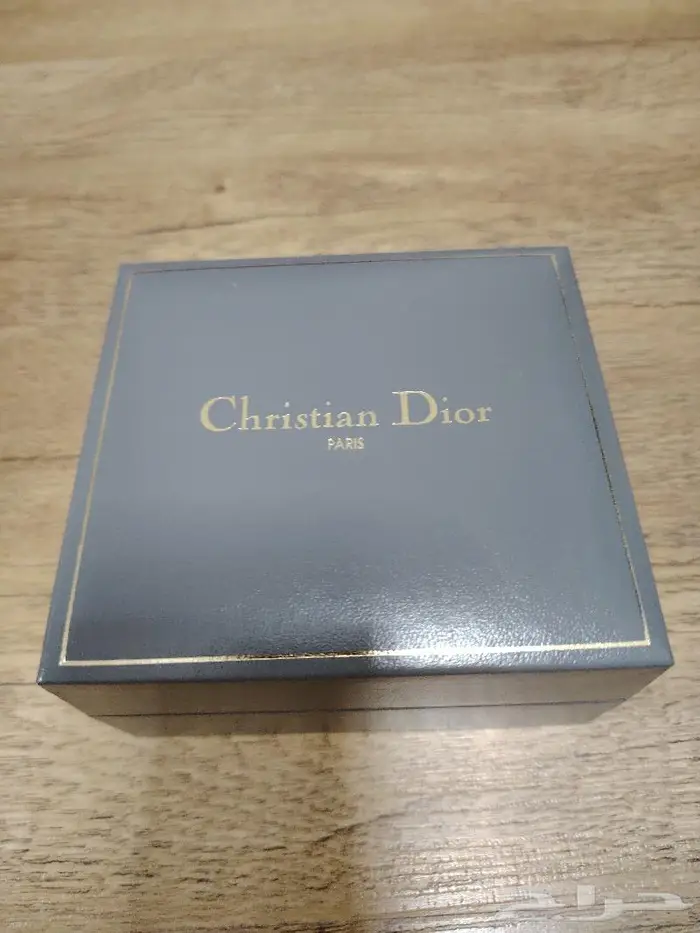 Christian Dior
PARIS
حراج